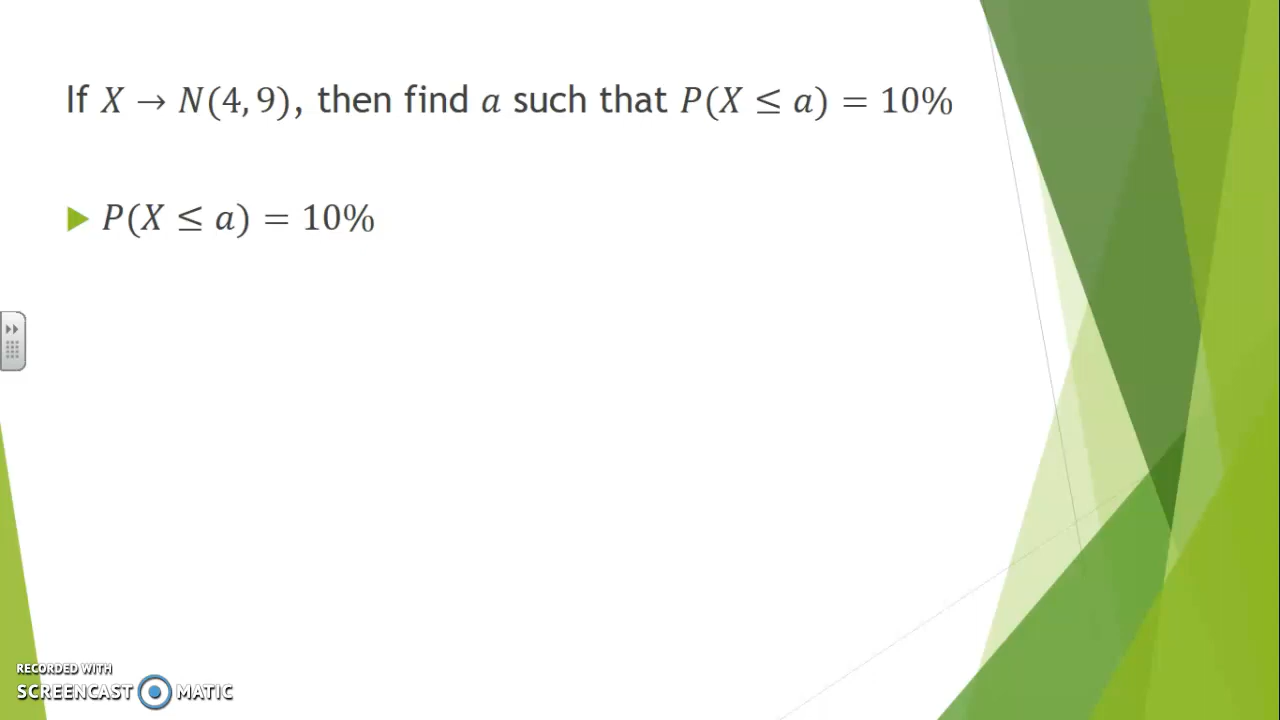 If X → N(4, 9), then find a such that P(X ≤ a) = 10%
P(X ≤ a) = 10%
RECORDED WITH
SCREENCAST MATIC